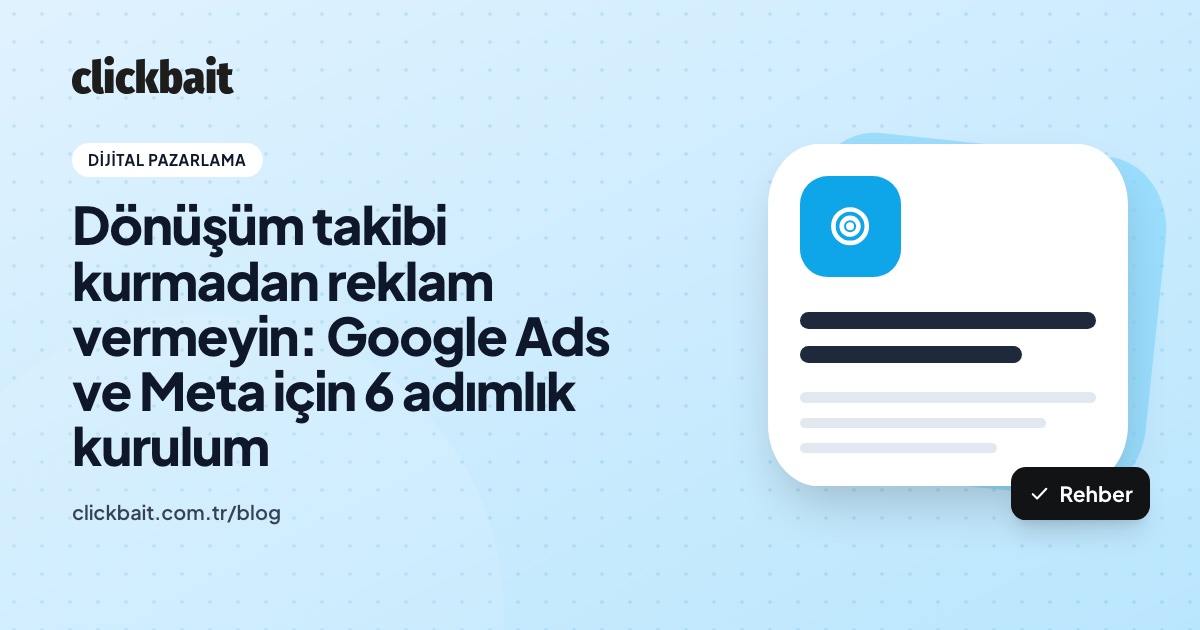 clickbait
DİJİTAL PAZARLAMA
Dönüşüm takibi
kurmadan reklam
vermeyin: Google Ads
ve Meta için 6 adımlık
kurulum
clickbait.com.tr/blog
Rehber